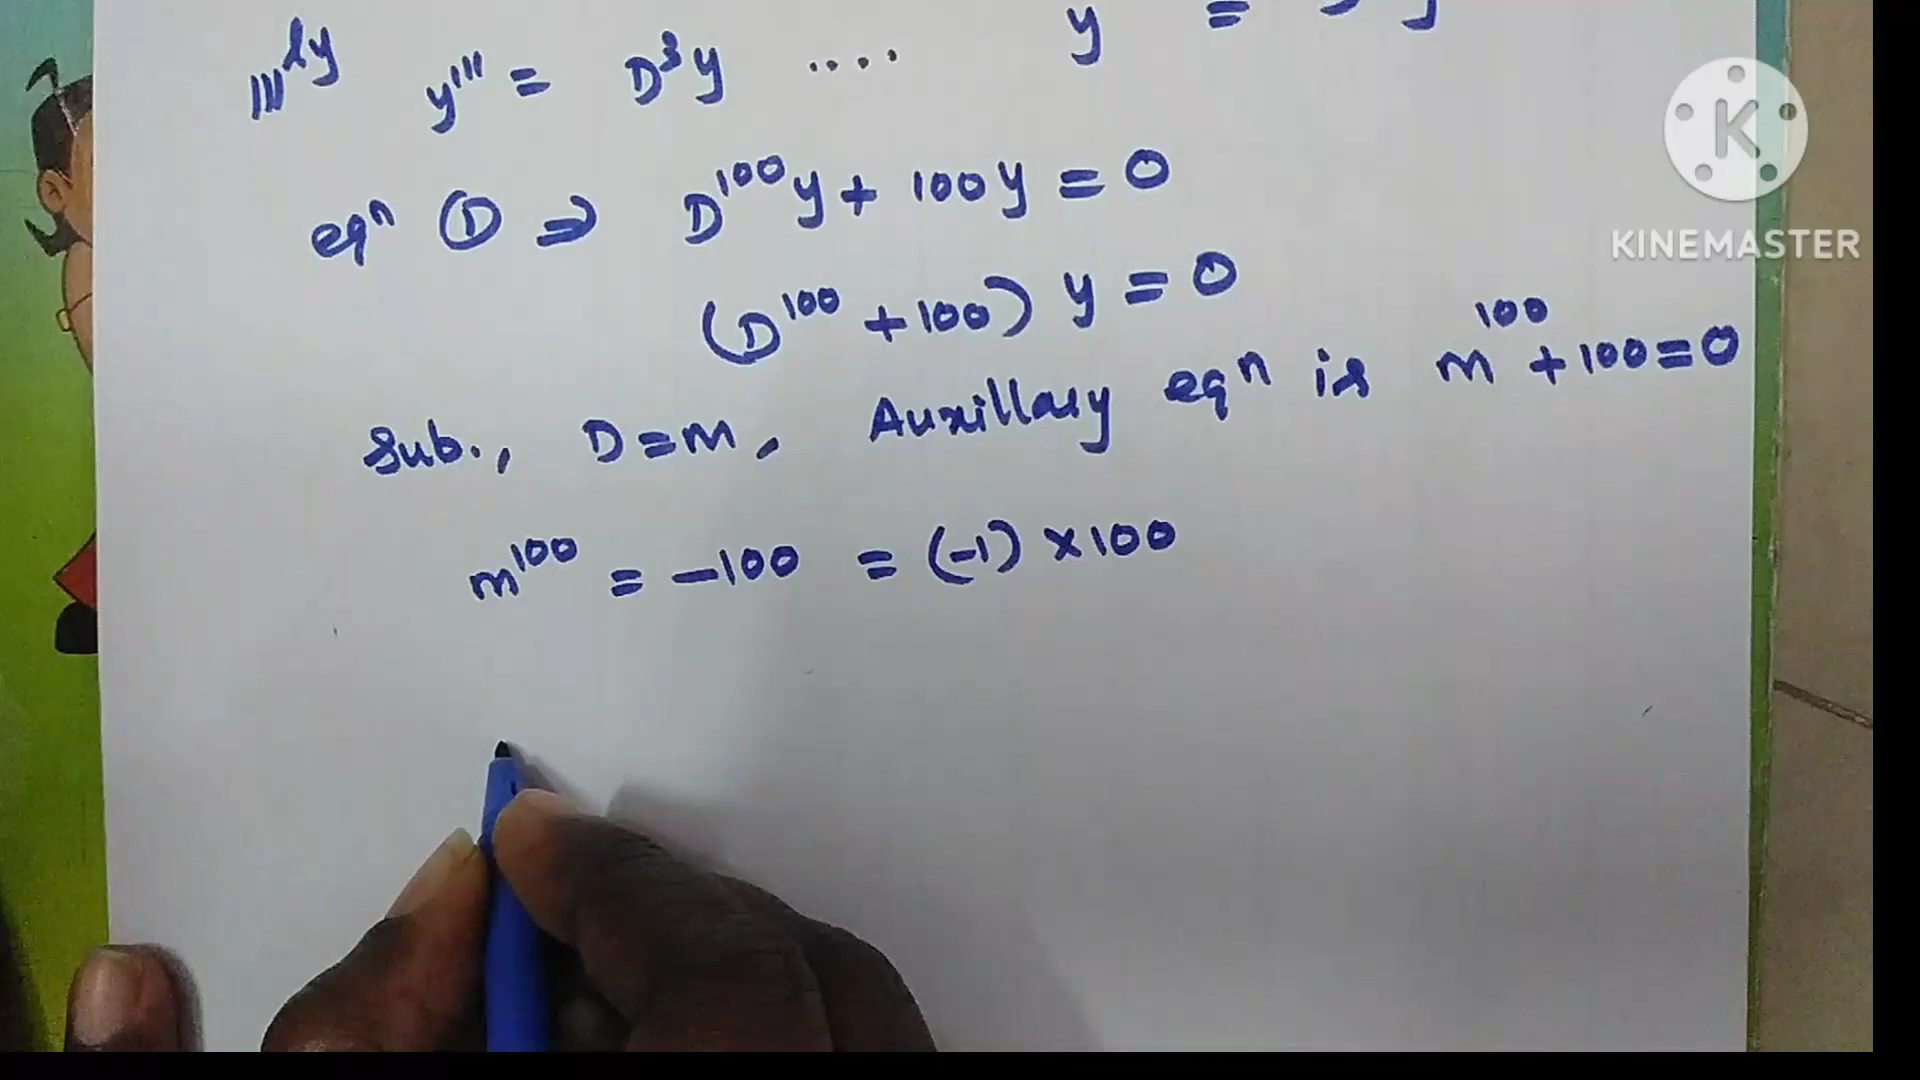 lly y''' = D³y .... y =
eqn ① ⇒ D¹⁰⁰y + 100y = 0
(D¹⁰⁰ + 100) y = 0
Sub., D=m, Auxillary eqn is m¹⁰⁰ + 100 = 0
m¹⁰⁰ = -100 = (-1) × 100
K
KINEMASTER